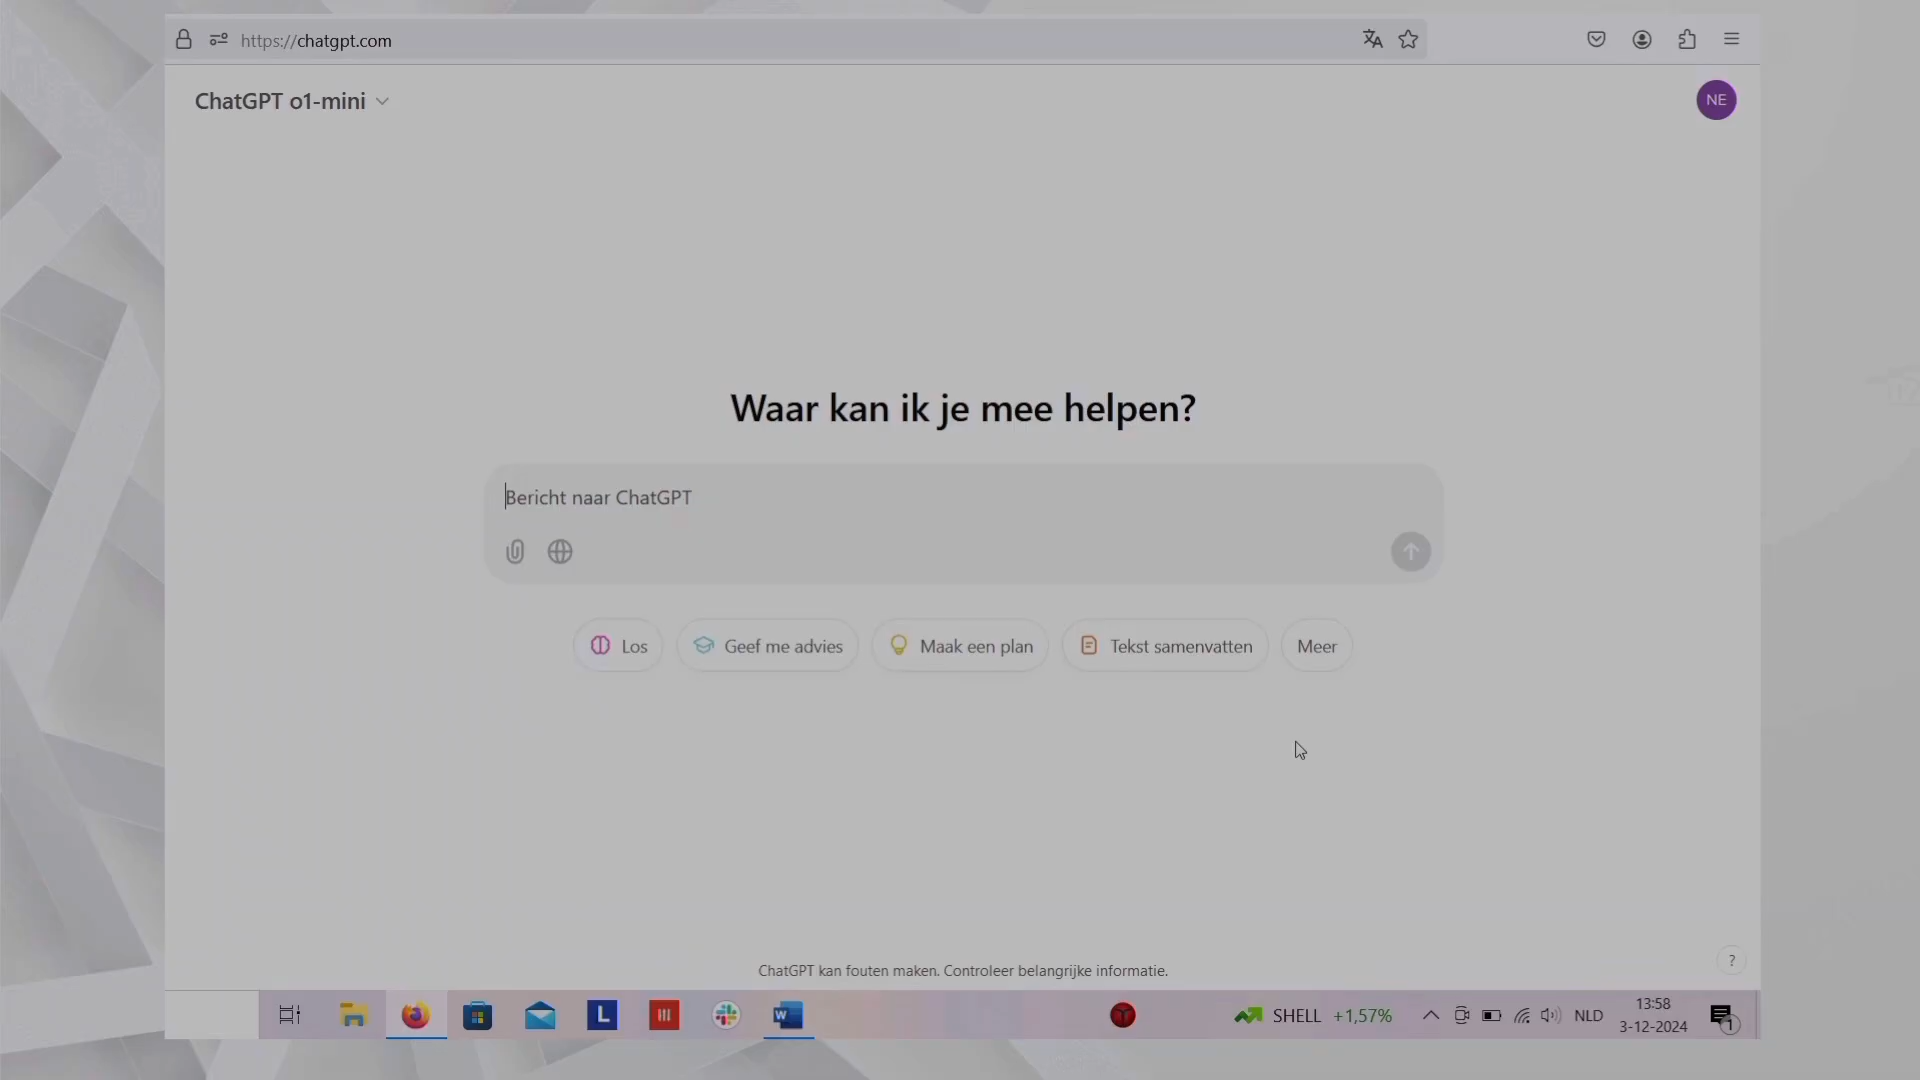 https://chatgpt.com
ChatGPT o1-mini
NE
Waar kan ik je mee helpen?
Bericht naar ChatGPT
Los
Geef me advies
Maak een plan
Tekst samenvatten
Meer
ChatGPT kan fouten maken. Controleer belangrijke informatie.
?
L
W
SHELL +1,57%
NLD
13:58
3-12-2024
1